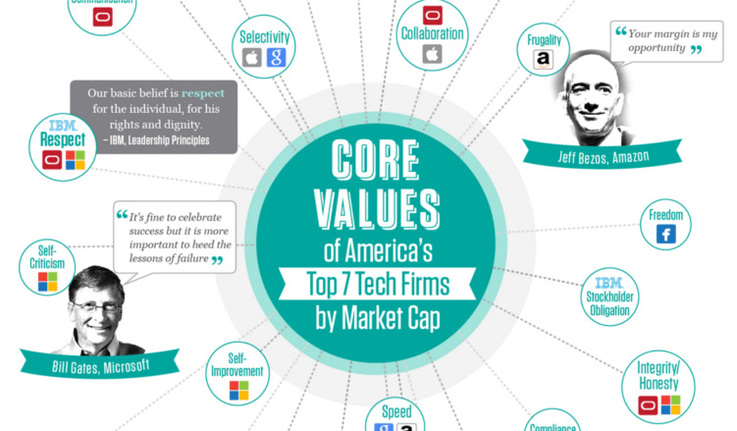 Communication
Selectivity
Collaboration
Frugality
a
“ Your margin is my
opportunity ”
Jeff Bezos, Amazon
Our basic belief is respect
for the individual, for his
rights and dignity.
– IBM, Leadership Principles
IBM
Respect
CORE
VALUES
of America's
Top 7 Tech Firms
by Market Cap
“ It's fine to celebrate
success but it is more
important to heed the
lessons of failure ”
Self-
Criticism
Bill Gates, Microsoft
Freedom
f
IBM
Stockholder
Obligation
Self-
Improvement
Integrity/
Honesty
Speed
g a
Compliance
g